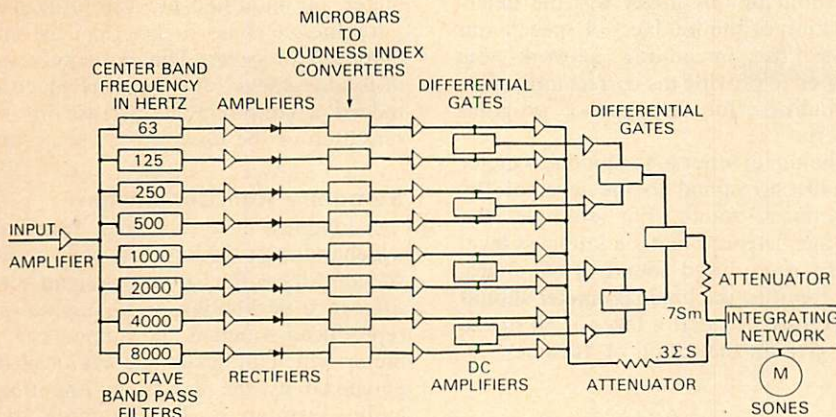 MICROBARS
TO
LOUDNESS INDEX
CONVERTERS
CENTER BAND
FREQUENCY
IN HERTZ
AMPLIFIERS
DIFFERENTIAL
GATES
DIFFERENTIAL
GATES
63
125
250
500
1000
2000
4000
8000
INPUT
AMPLIFIER
OCTAVE
BAND PASS
FILTERS
RECTIFIERS
DC
AMPLIFIERS
ATTENUATOR
.7Sm
ATTENUATOR
.3ΣS
INTEGRATING
NETWORK
M
SONES